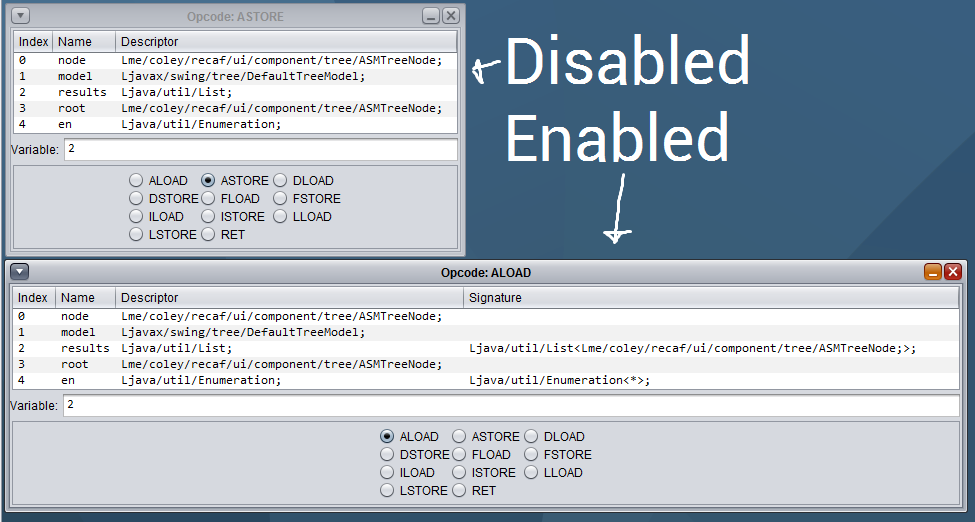 Opcode: ASTORE
Index Name Descriptor
0 node Lme/coley/recaf/ui/component/tree/ASMTreeNode;
1 model Ljavax/swing/tree/DefaultTreeModel;
2 results Ljava/util/List;
3 root Lme/coley/recaf/ui/component/tree/ASMTreeNode;
4 en Ljava/util/Enumeration;
Variable: 2
ALOAD ASTORE DLOAD
DSTORE FLOAD FSTORE
ILOAD ISTORE LLOAD
LSTORE RET
Disabled
Enabled
Opcode: ALOAD
Index Name Descriptor Signature
0 node Lme/coley/recaf/ui/component/tree/ASMTreeNode;
1 model Ljavax/swing/tree/DefaultTreeModel;
2 results Ljava/util/List; Ljava/util/List<Lme/coley/recaf/ui/component/tree/ASMTreeNode;>;
3 root Lme/coley/recaf/ui/component/tree/ASMTreeNode;
4 en Ljava/util/Enumeration; Ljava/util/Enumeration<*>;
Variable: 2
ALOAD ASTORE DLOAD
DSTORE FLOAD FSTORE
ILOAD ISTORE LLOAD
LSTORE RET